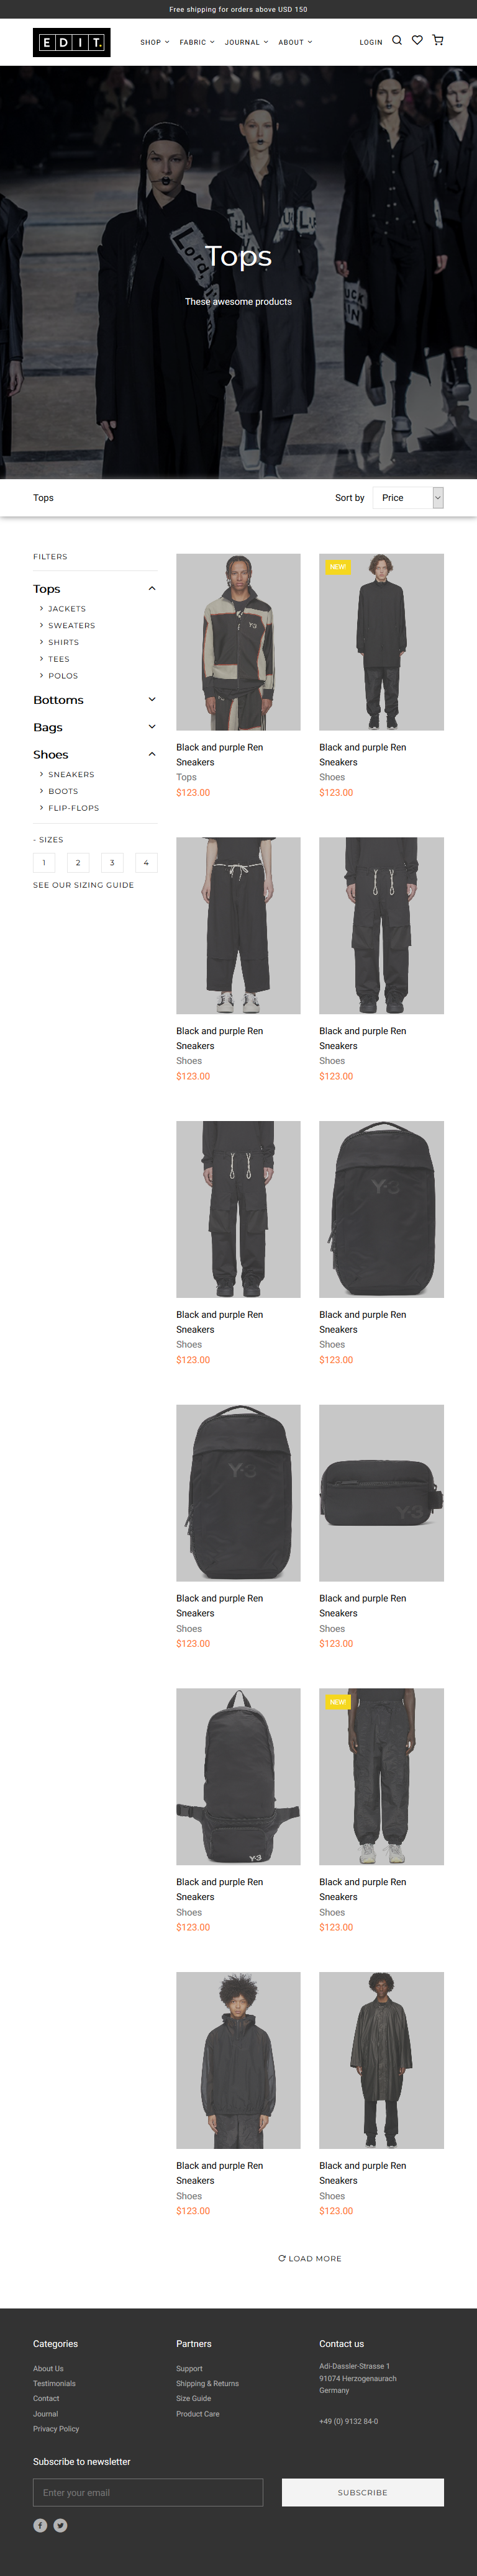 Free shipping for orders above USD 150
EDIT.
SHOP
FABRIC
JOURNAL
ABOUT
LOGIN
Lord,
Tops
These awesome products
Tops
Sort by
Price
FILTERS
Tops
JACKETS
SWEATERS
SHIRTS
TEES
POLOS
Bottoms
Bags
Shoes
SNEAKERS
BOOTS
FLIP-FLOPS
- SIZES
1
2
3
4
SEE OUR SIZING GUIDE
Y-3
Black and purple Ren
Sneakers
Tops
$123.00
NEW!
Black and purple Ren
Sneakers
Shoes
$123.00
Black and purple Ren
Sneakers
Shoes
$123.00
Black and purple Ren
Sneakers
Shoes
$123.00
Black and purple Ren
Sneakers
Shoes
$123.00
Y-3
Black and purple Ren
Sneakers
Shoes
$123.00
Y-3
Black and purple Ren
Sneakers
Shoes
$123.00
Y-3
Black and purple Ren
Sneakers
Shoes
$123.00
Y-3
Black and purple Ren
Sneakers
Shoes
$123.00
NEW!
Black and purple Ren
Sneakers
Shoes
$123.00
Black and purple Ren
Sneakers
Shoes
$123.00
Black and purple Ren
Sneakers
Shoes
$123.00
LOAD MORE
Categories
About Us
Testimonials
Contact
Journal
Privacy Policy
Partners
Support
Shipping & Returns
Size Guide
Product Care
Contact us
Adi-Dassler-Strasse 1
91074 Herzogenaurach
Germany
+49 (0) 9132 84-0
Subscribe to newsletter
Enter your email
SUBSCRIBE